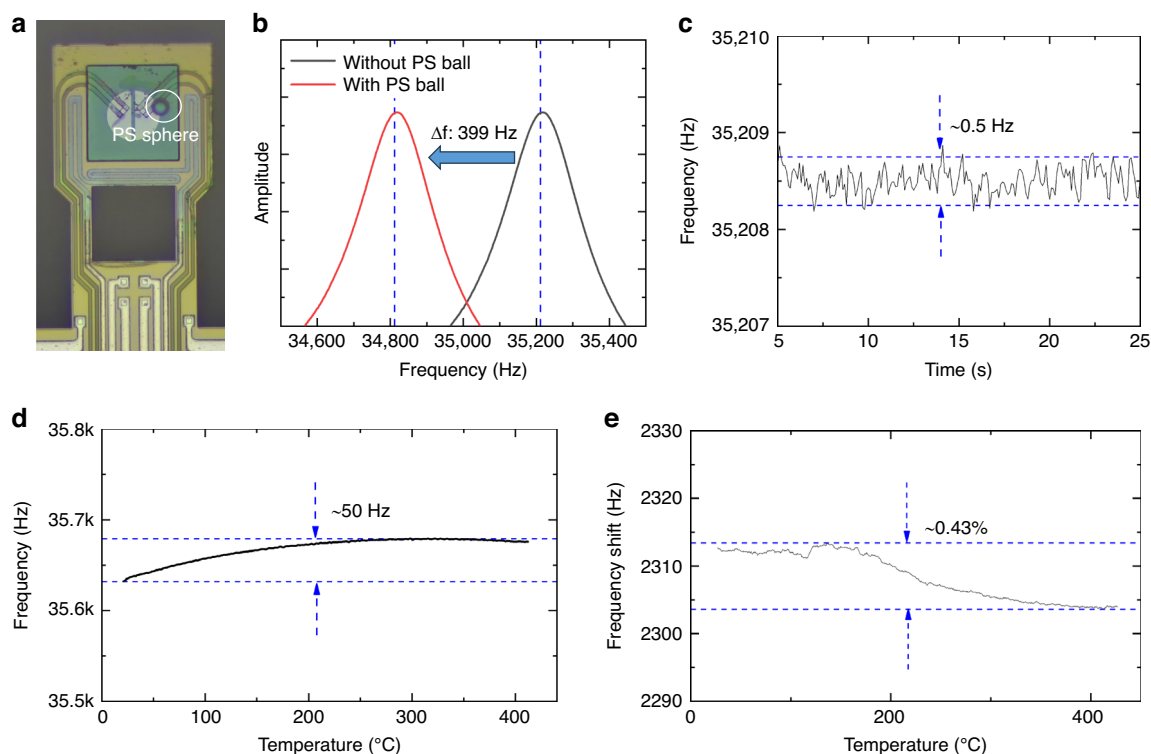 a
PS sphere
b
Without PS ball
With PS ball
Δf: 399 Hz
Amplitude
34,600
34,800
35,000
35,200
35,400
Frequency (Hz)
c
35,210
35,209
35,208
35,207
Frequency (Hz)
~0.5 Hz
5
10
15
20
25
Time (s)
d
35.8k
35.7k
35.6k
35.5k
Frequency (Hz)
~50 Hz
0
100
200
300
400
Temperature (°C)
e
2330
2320
2310
2300
2290
Frequency shift (Hz)
~0.43%
0
200
400
Temperature (°C)